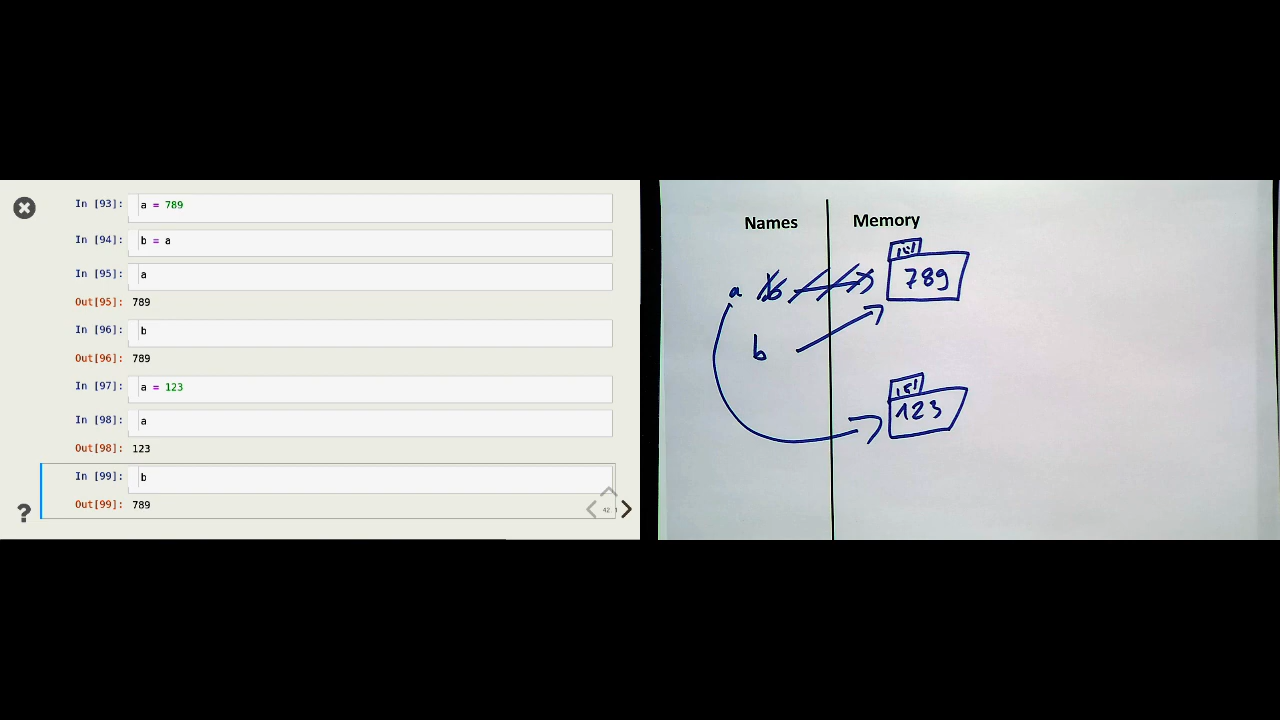 In [93]: a = 789
In [94]: b = a
In [95]: a
Out[95]: 789
In [96]: b
Out[96]: 789
In [97]: a = 123
In [98]: a
Out[98]: 123
In [99]: b
Out[99]: 789
?
Names Memory
789
a
b
123